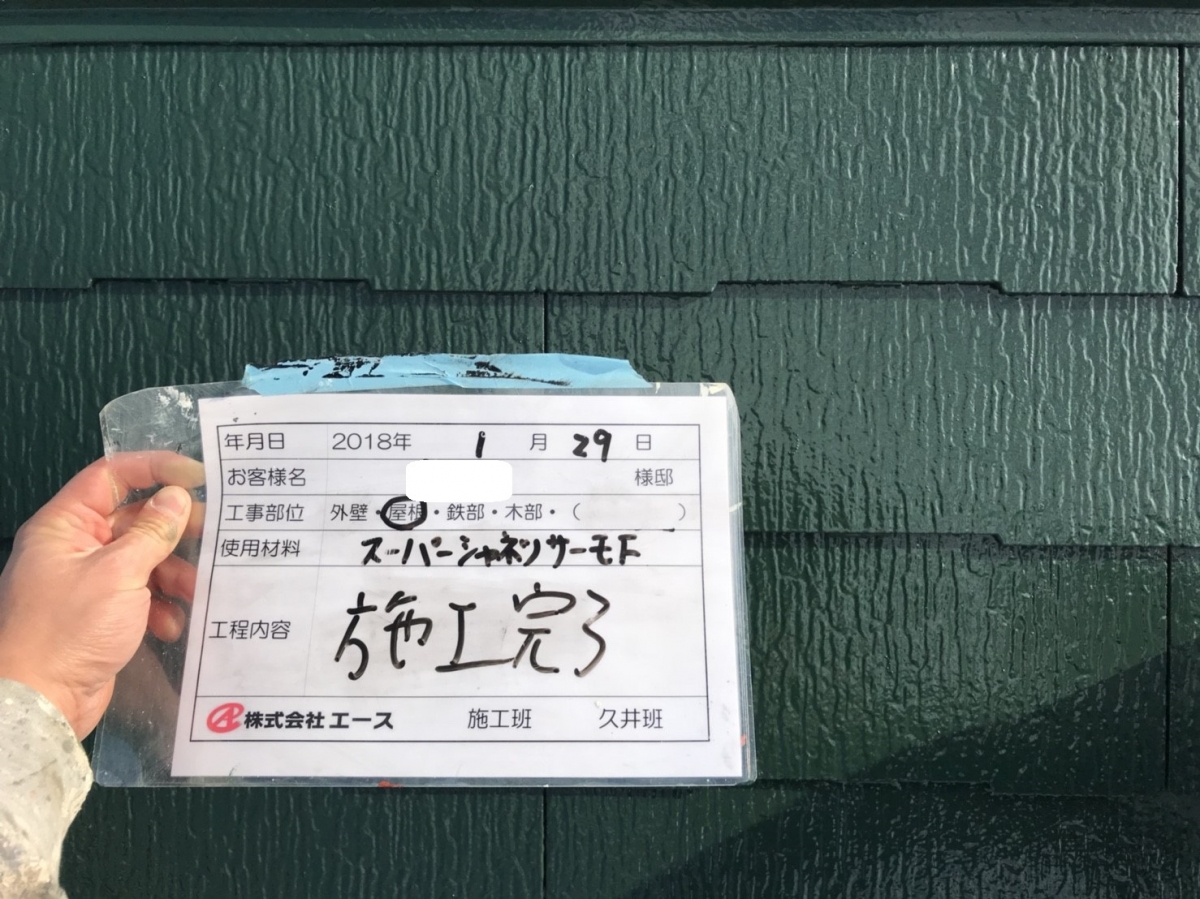 年月日 2018年 1月 29日
お客様名 様邸
工事部位 外壁・屋根・鉄部・木部・（ ）
使用材料 スーパーシャネツサーモF
工程内容 施工完了
株式会社エース 施工班 久井班